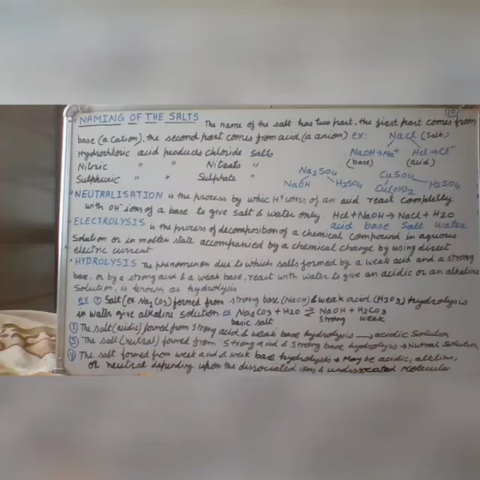 NAMING OF THE SALTS The name of the salt has two part, the first part comes from
base (a cation), the second part comes from acid (a anion) ex: NaCl (salt)
Hydrochloric acid produces chloride salts NaOH→Na+ Hcl→Cl-
(base) (acid)
Nitric " " Nitrate "
Sulphuric " " Sulphate "
Na2SO4 CuSO4
NaOH H2SO4 Cu(OH)2 H2SO4
• NEUTRALISATION is the process by which H+ ions of an acid react completly
with OH- ions of a base to give salt & water only. Hcl + NaOH → NaCl + H2O
acid base salt water
ELECTROLYSIS is the process of decomposition of a chemical compound in aqueous
solution or in molten state accompanied by a chemical change by using direct
electric current
• HYDROLYSIS The phenomenon due to which salts formed by a weak acid and a strong
base, or by a strong acid & a weak base, react with water to give an acidic or an alkaline
solution, is known as hydrolysis
ex ① Salt (ex Na2CO3) formed from strong base (NaOH) & weak acid (H2CO3) hydrolysis
in water give alkaline solution ex Na2CO3 + H2O ⇌ NaOH + H2CO3
basic salt strong weak
The salt (acidic) formed from strong acid & weak base hydrolysis → acidic solution
③ The salt (neutral) formed from strong acid & strong base hydrolysis → Nutral solution
④ The salt formed from weak acid & weak base hydrolysis → May be acidic, alkaline,
or neutral depending upon the dissociated ions & undissociated molecules